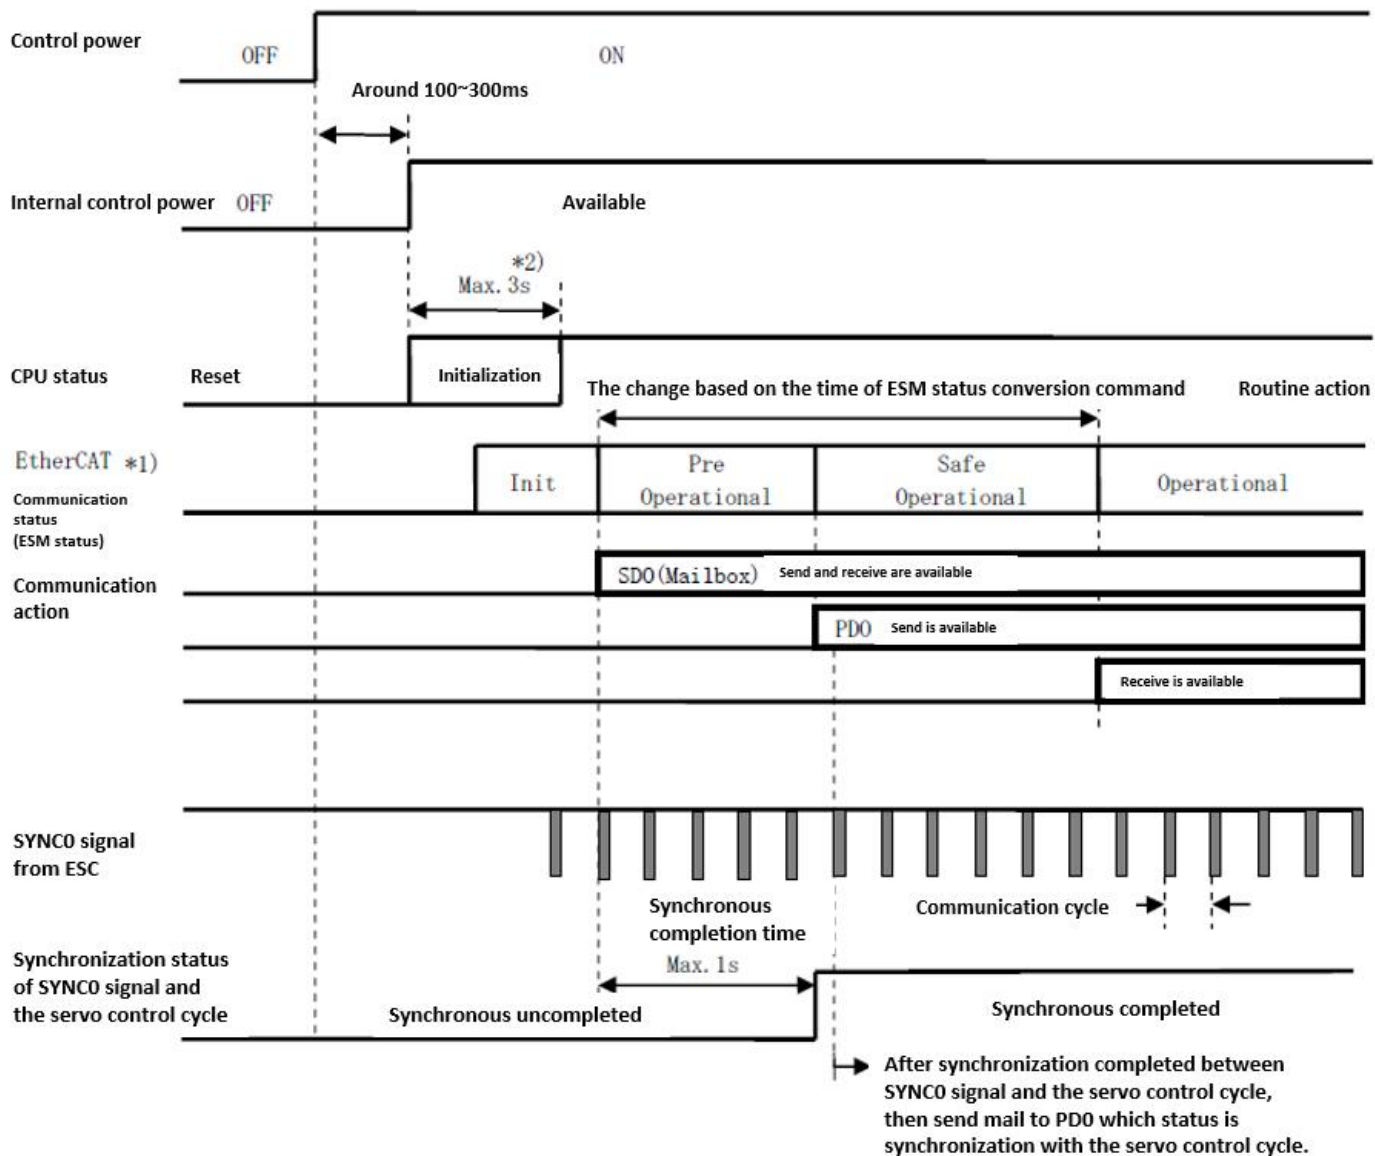 Control power
OFF
ON
Around 100~300ms
Internal control power
OFF
Available
*2)
Max.3s
CPU status
Reset
Initialization
The change based on the time of ESM status conversion command
Routine action
EtherCAT *1)
Communication
status
(ESM status)
Init
Pre
Operational
Safe
Operational
Operational
Communication
action
SDO(Mailbox)
Send and receive are available
PDO
Send is available
Receive is available
SYNC0 signal
from ESC
Synchronous
completion time
Max.1s
Communication cycle
Synchronization status
of SYNC0 signal and
the servo control cycle
Synchronous uncompleted
Synchronous completed
After synchronization completed between
SYNC0 signal and the servo control cycle,
then send mail to PD0 which status is
synchronization with the servo control cycle.